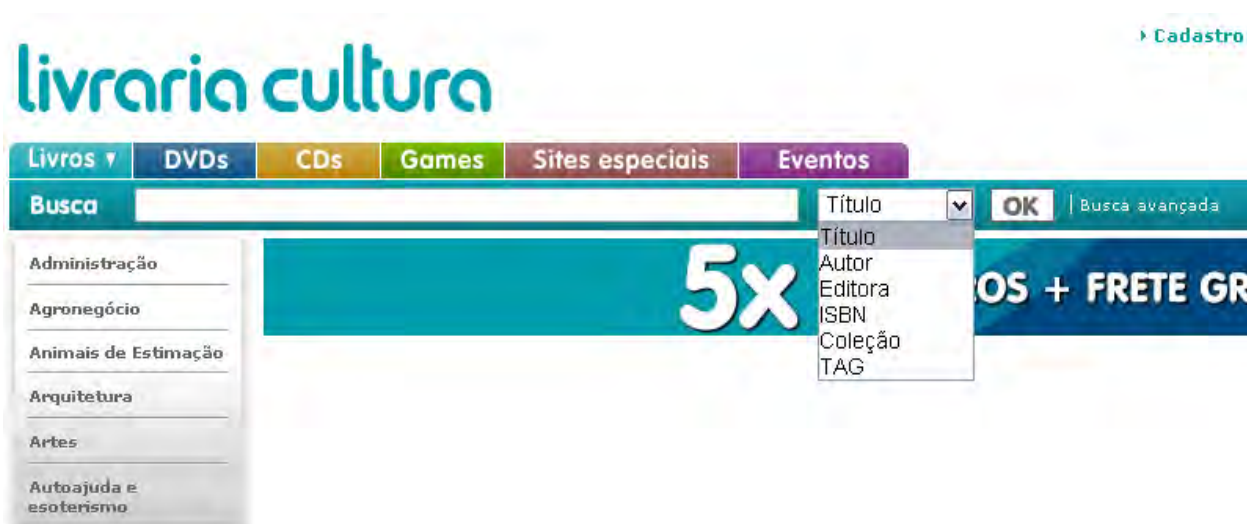 Cadastro
livraria cultura
Livros DVDs CDs Games Sites especiais Eventos
Busca Título OK Busca avançada
Título
Autor
Editora
ISBN
Coleção
TAG
5x OS + FRETE GR
Administração
Agronegócio
Animais de Estimação
Arquitetura
Artes
Autoajuda e
esoterismo